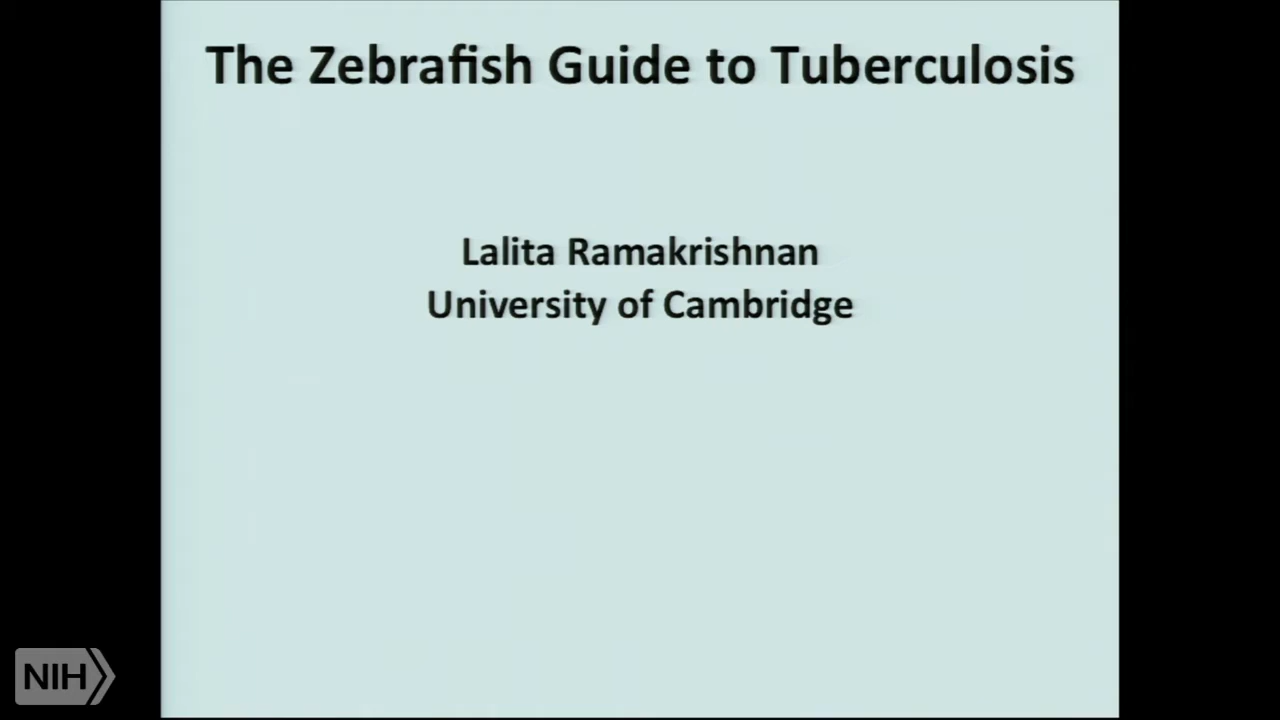 The Zebrafish Guide to Tuberculosis
Lalita Ramakrishnan
University of Cambridge
NIH